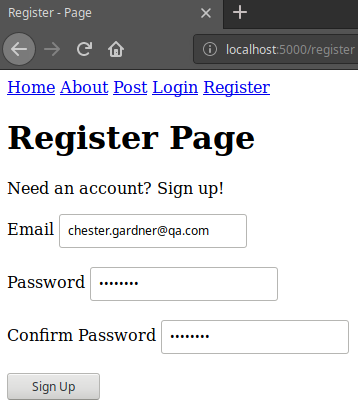 Register - Page
localhost:5000/register
Home About Post Login Register
Register Page
Need an account? Sign up!
Email chester.gardner@qa.com
Password ••••••••
Confirm Password ••••••••
Sign Up